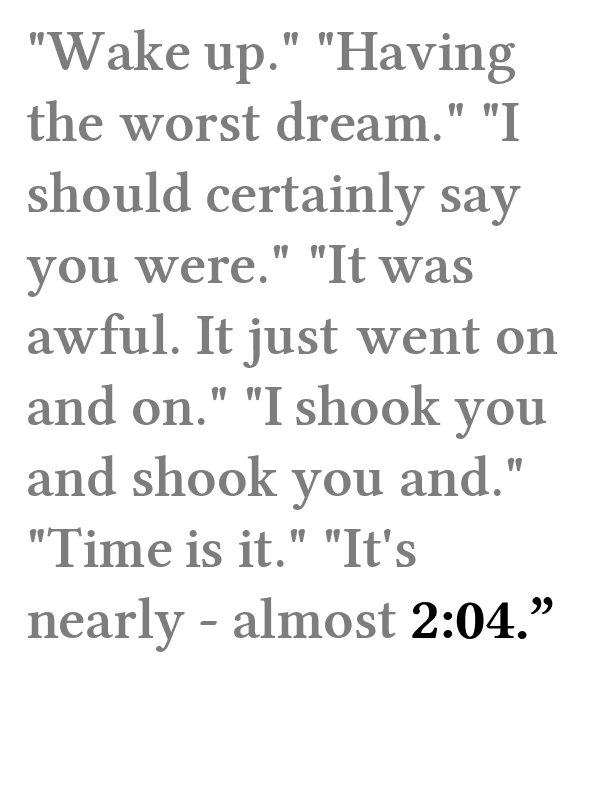 "Wake up." "Having
the worst dream." "I
should certainly say
you were." "It was
awful. It just went on
and on." "I shook you
and shook you and."
"Time is it." "It's
nearly - almost 2:04.”